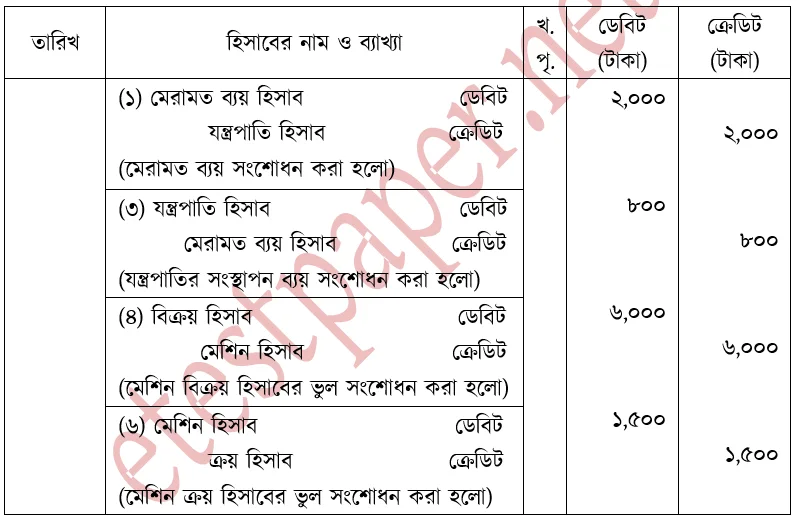 তারিখ হিসাবের নাম ও ব্যাখ্যা খ. পৃ. ডেবিট (টাকা) ক্রেডিট (টাকা)
(১) মেরামত ব্যয় হিসাব ডেবিট ২,০০০
যন্ত্রপাতি হিসাব ক্রেডিট ২,০০০
(মেরামত ব্যয় সংশোধন করা হলো)
(৩) যন্ত্রপাতি হিসাব ডেবিট ৮০০
মেরামত ব্যয় হিসাব ক্রেডিট ৮০০
(যন্ত্রপাতির সংস্থাপন ব্যয় সংশোধন করা হলো)
(৪) বিক্রয় হিসাব ডেবিট ৬,০০০
মেশিন হিসাব ক্রেডিট ৬,০০০
(মেশিন বিক্রয় হিসাবের ভুল সংশোধন করা হলো)
(৬) মেশিন হিসাব ডেবিট ১,৫০০
ক্রয় হিসাব ক্রেডিট ১,৫০০
(মেশিন ক্রয় হিসাবের ভুল সংশোধন করা হলো)
etestpaper.net